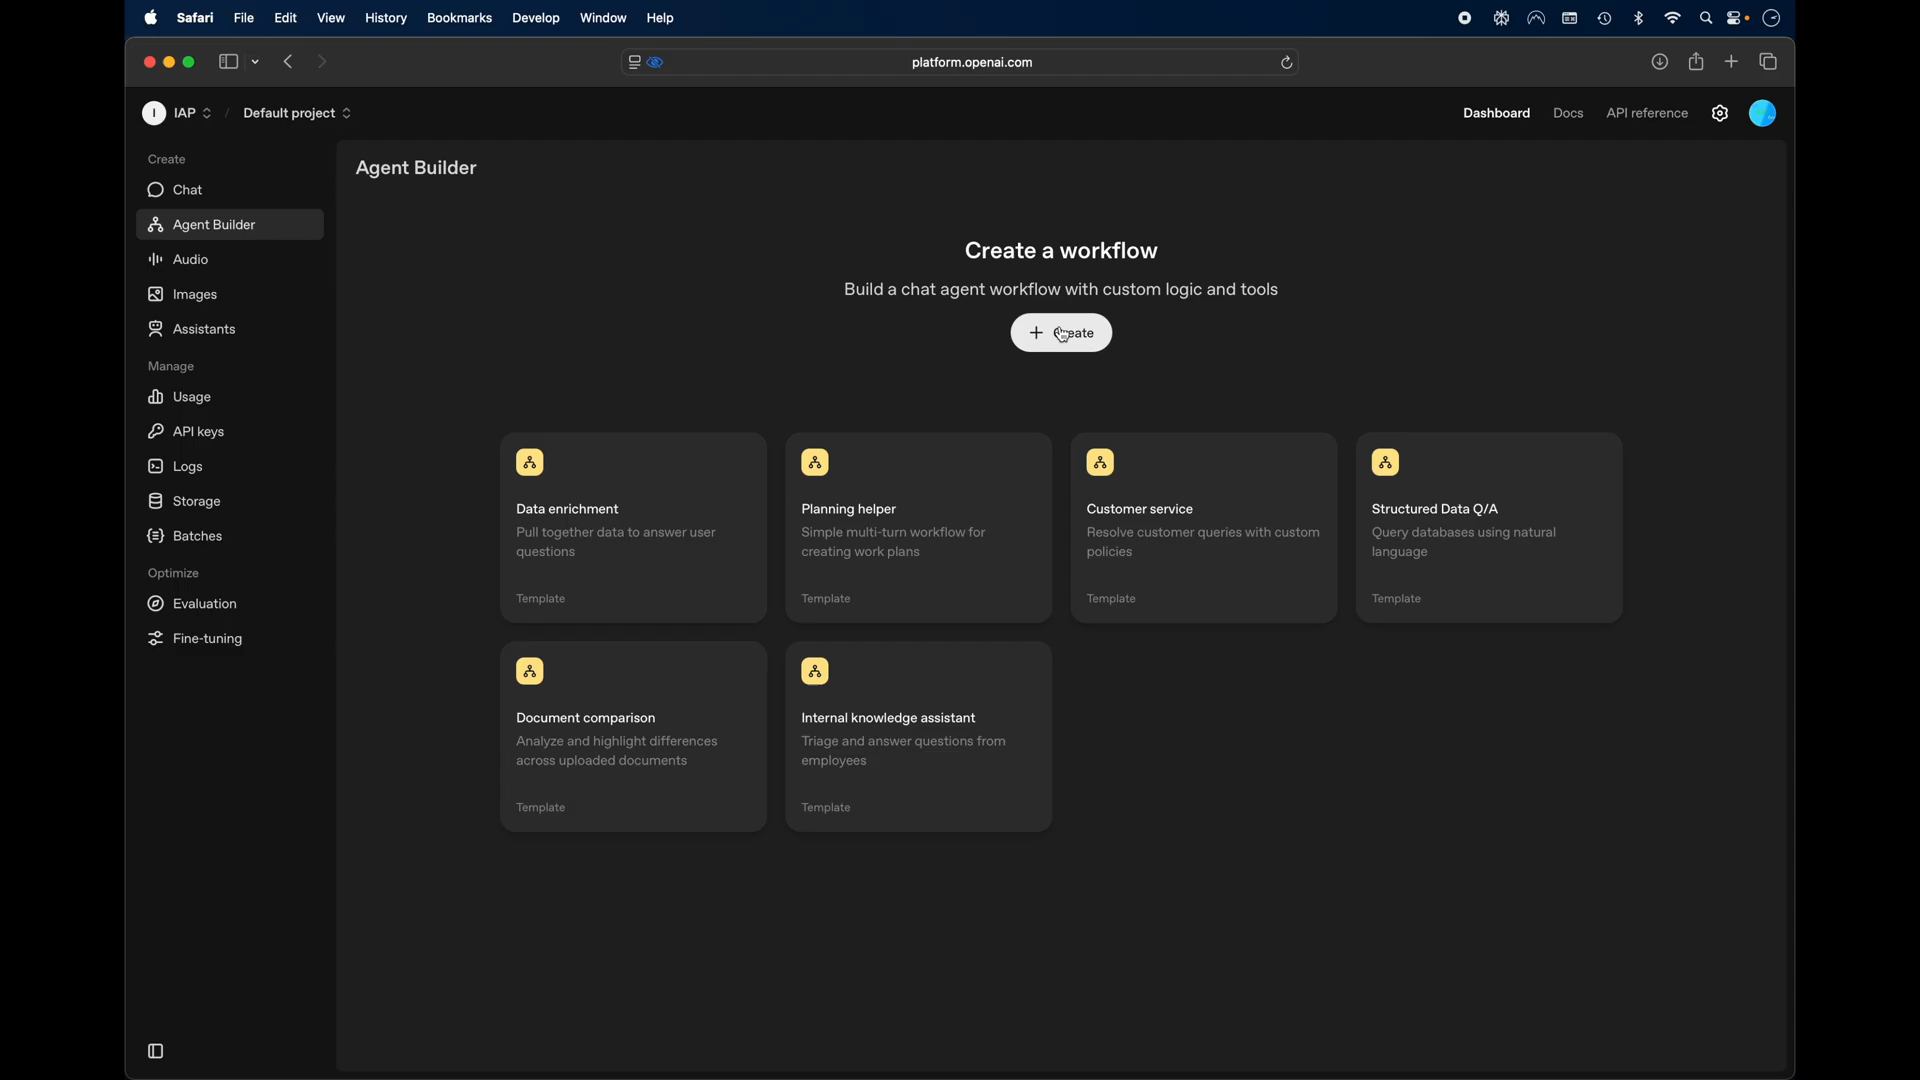 Safari File Edit View History Bookmarks Develop Window Help
platform.openai.com
I IAP / Default project
Dashboard Docs API reference
Create
Chat
Agent Builder
Audio
Images
Assistants
Manage
Usage
API keys
Logs
Storage
Batches
Optimize
Evaluation
Fine-tuning
Agent Builder
Create a workflow
Build a chat agent workflow with custom logic and tools
+ Create
Data enrichment
Pull together data to answer user
questions
Template
Planning helper
Simple multi-turn workflow for
creating work plans
Template
Customer service
Resolve customer queries with custom
policies
Template
Structured Data Q/A
Query databases using natural
language
Template
Document comparison
Analyze and highlight differences
across uploaded documents
Template
Internal knowledge assistant
Triage and answer questions from
employees
Template